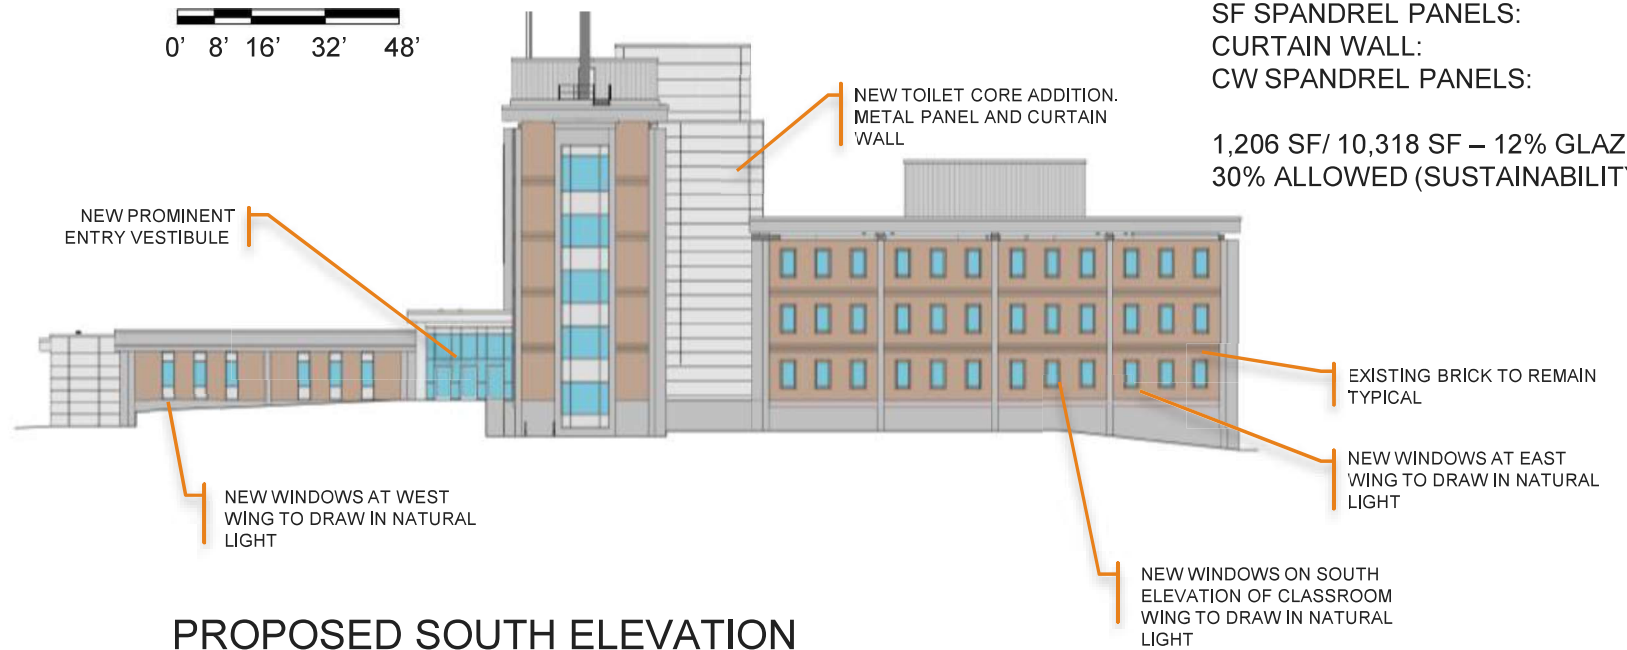 0' 8' 16' 32' 48'
SF SPANDREL PANELS:
CURTAIN WALL:
CW SPANDREL PANELS:
1,206 SF/ 10,318 SF – 12% GLAZ
30% ALLOWED (SUSTAINABILITY
NEW TOILET CORE ADDITION.
METAL PANEL AND CURTAIN
WALL
NEW PROMINENT
ENTRY VESTIBULE
EXISTING BRICK TO REMAIN
TYPICAL
NEW WINDOWS AT EAST
WING TO DRAW IN NATURAL
LIGHT
NEW WINDOWS AT WEST
WING TO DRAW IN NATURAL
LIGHT
NEW WINDOWS ON SOUTH
ELEVATION OF CLASSROOM
WING TO DRAW IN NATURAL
LIGHT
PROPOSED SOUTH ELEVATION